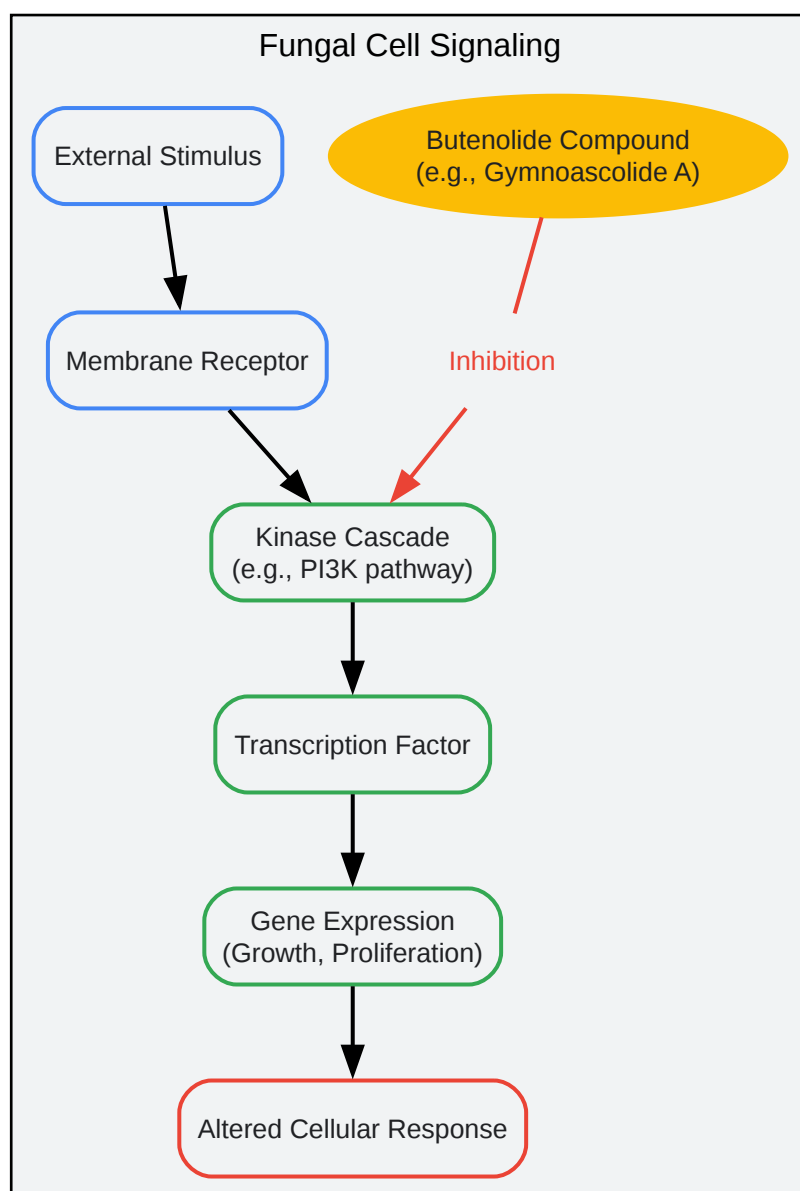 Fungal Cell Signaling
External Stimulus
Butenolide Compound
(e.g., Gymnoascolide A)
Membrane Receptor
Inhibition
Kinase Cascade
(e.g., PI3K pathway)
Transcription Factor
Gene Expression
(Growth, Proliferation)
Altered Cellular Response